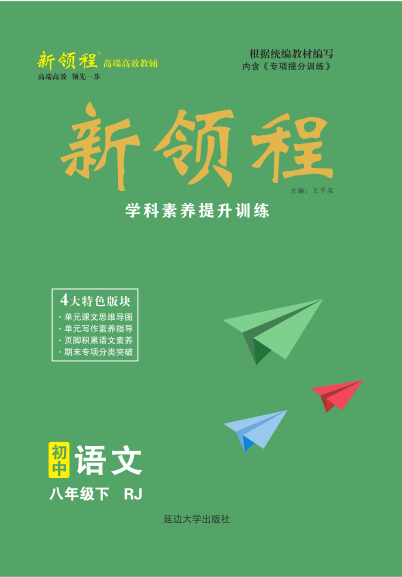 新领程®高端高效教辅
高端高效 领先一步
根据统编教材编写
内含《专项提分训练》
新领程
主编：王平实
学科素养提升训练
4大特色版块
·单元课文思维导图
·单元写作素养指导
·页脚积累语文素养
·期末专项分类突破
初中
语文
八年级下 RJ
延边大学出版社